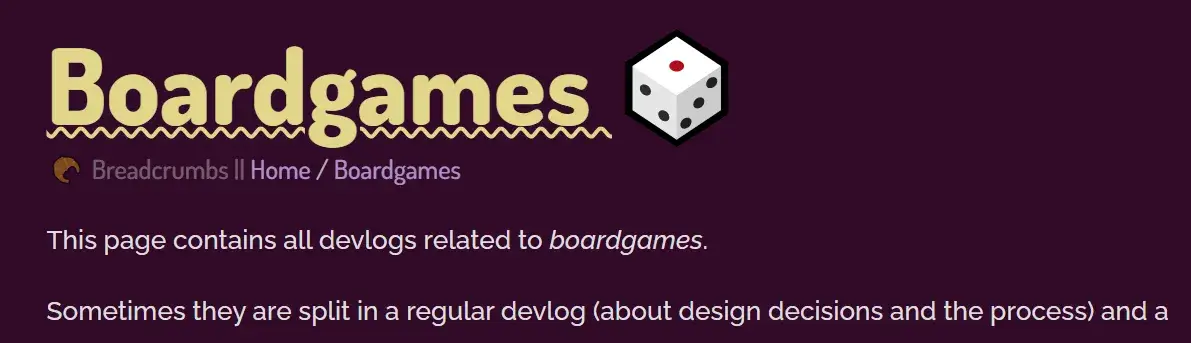 Boardgames
Breadcrumbs || Home / Boardgames
This page contains all devlogs related to boardgames.
Sometimes they are split in a regular devlog (about design decisions and the process) and a